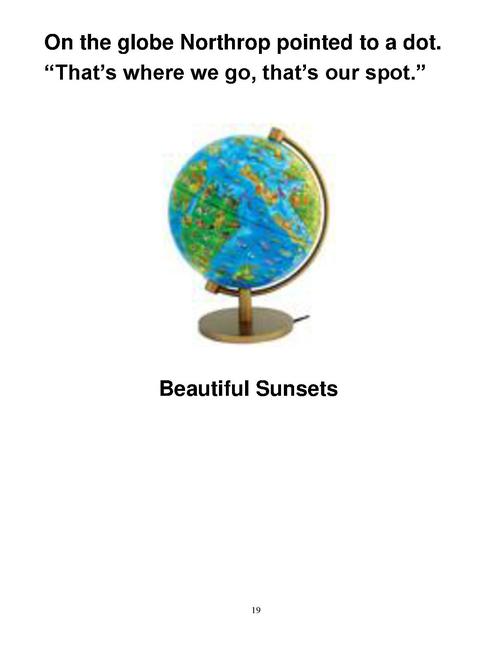 On the globe Northrop pointed to a dot.
“That’s where we go, that’s our spot.”
Beautiful Sunsets
19